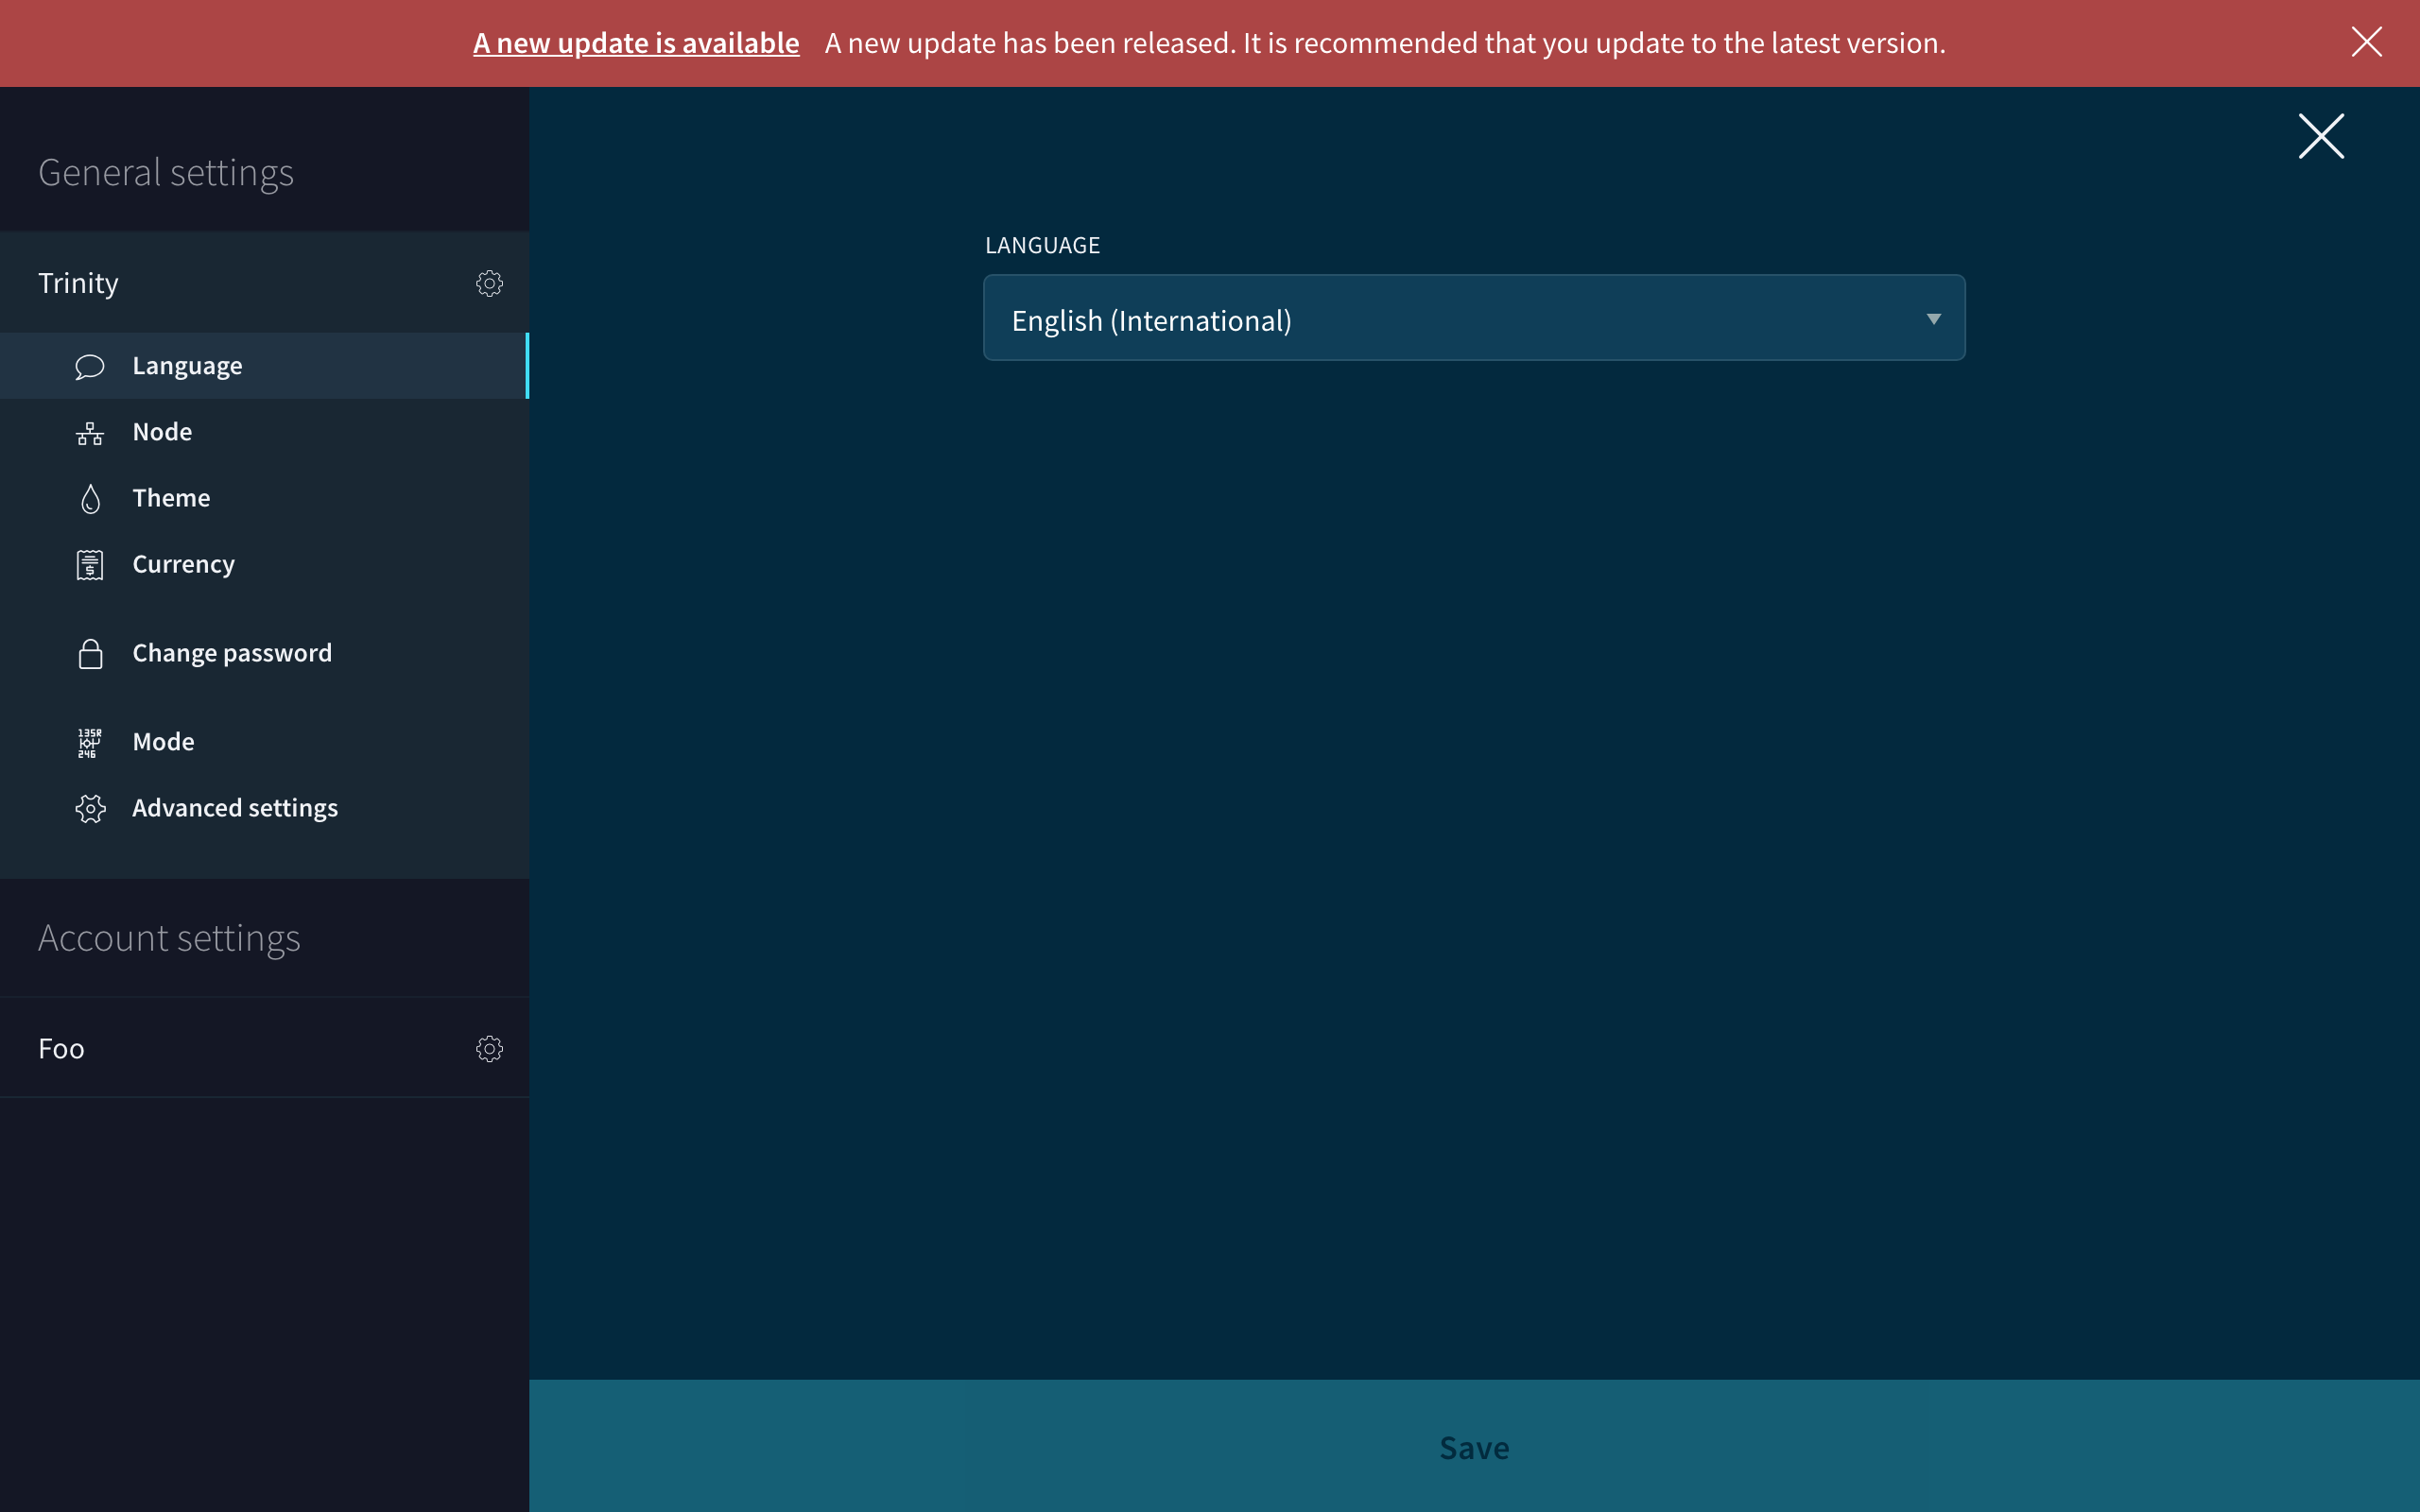 A new update is available A new update has been released. It is recommended that you update to the latest version.
General settings
Trinity
Language
Node
Theme
Currency
Change password
Mode
Advanced settings
Account settings
Foo
LANGUAGE
English (International)
Save